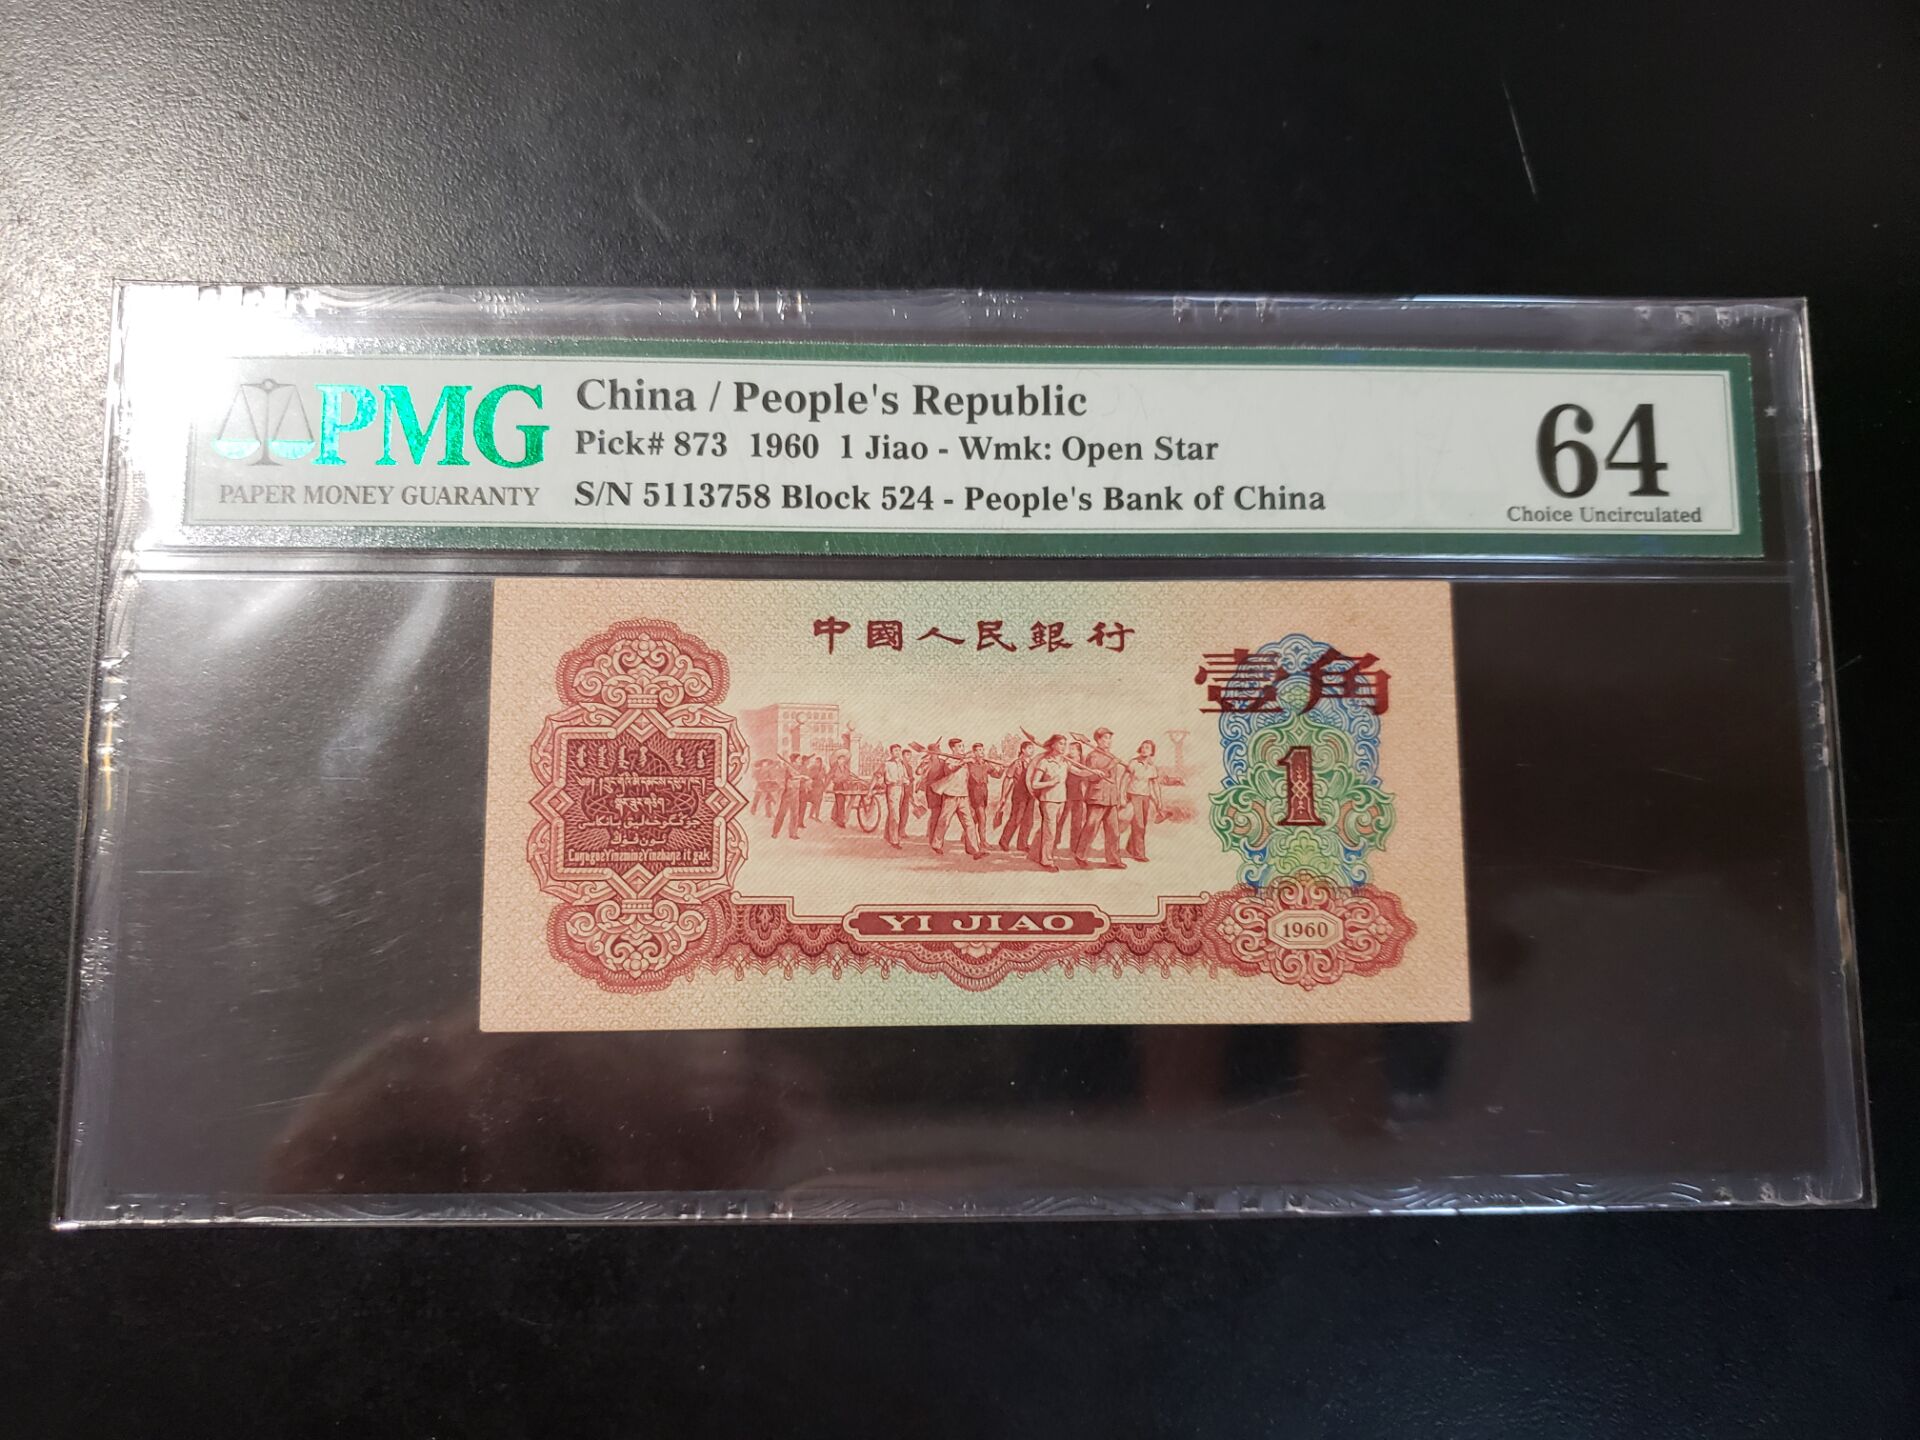 PMG
PAPER MONEY GUARANTY
China / People's Republic
Pick# 873 1960 1 Jiao - Wmk: Open Star
S/N 5113758 Block 524 - People's Bank of China
64
Choice Uncirculated
中國人民銀行
壹角
1
YI JIAO
1960